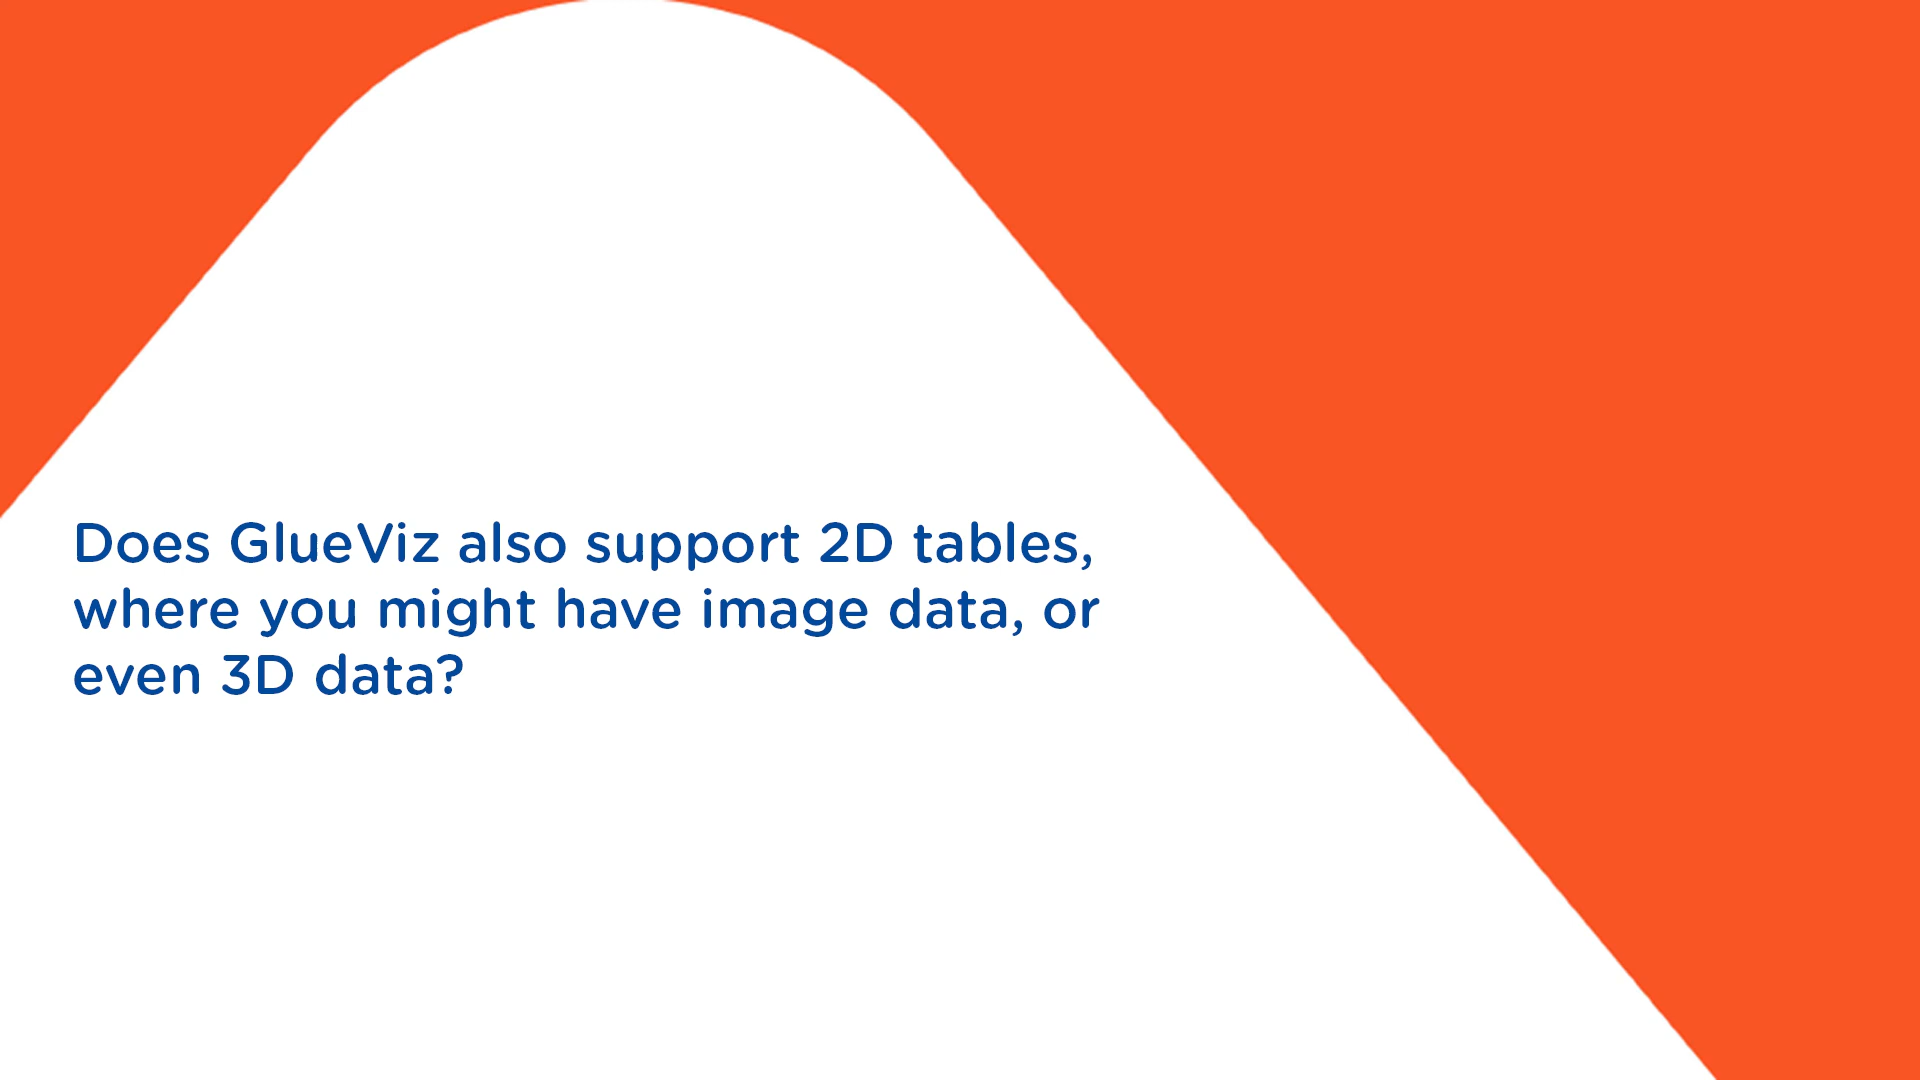 Does GlueViz also support 2D tables,
where you might have image data, or
even 3D data?